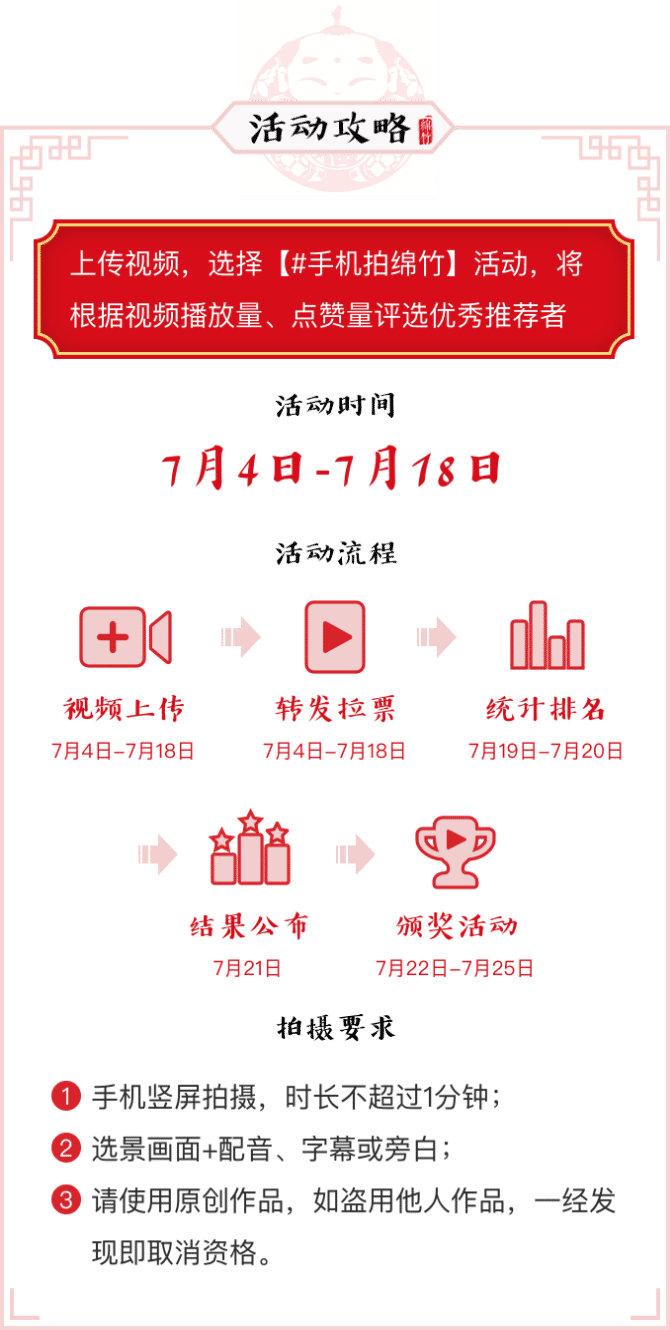 活动攻略
绵竹
上传视频，选择【#手机拍绵竹】活动，将
根据视频播放量、点赞量评选优秀推荐者
活动时间
7月4日-7月18日
活动流程
视频上传
转发拉票
统计排名
7月4日-7月18日
7月4日-7月18日
7月19日-7月20日
结果公布
颁奖活动
7月21日
7月22日-7月25日
拍摄要求
1 手机竖屏拍摄，时长不超过1分钟；
2 选景画面+配音、字幕或旁白；
3 请使用原创作品，如盗用他人作品，一经发
现即取消资格。